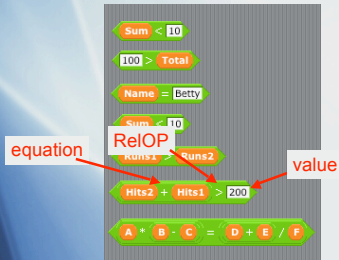 Sum < 10
100 > Total
Name = Betty
Sum < 10
RelOP
equation
Runs1 > Runs2
value
Hits2 + Hits1 > 200
A * B - C = D + E / F